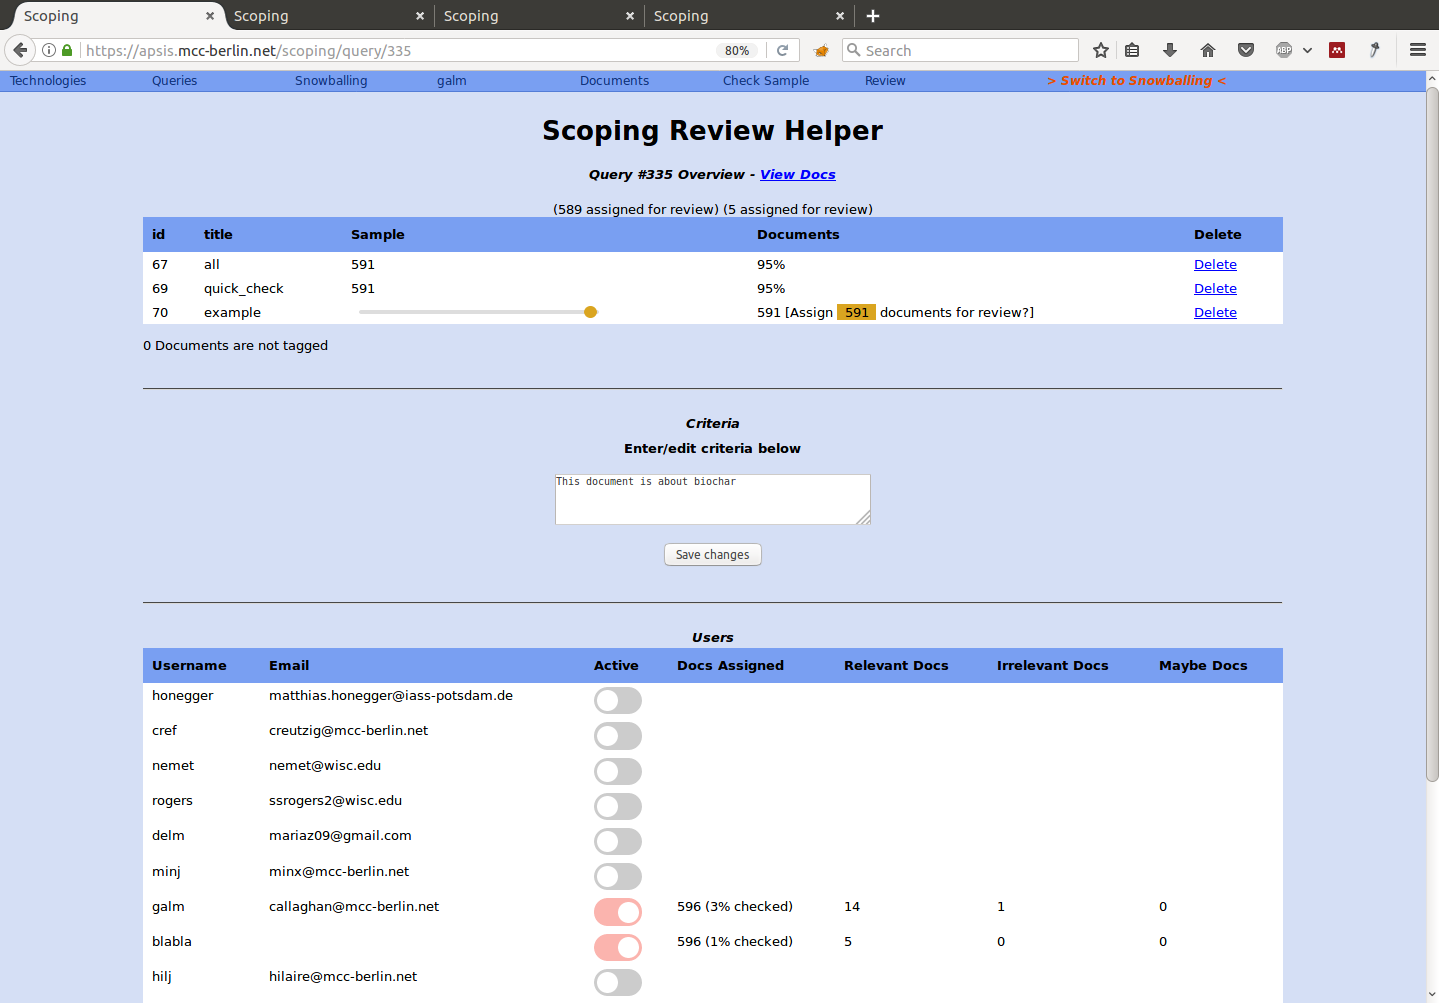 Scoping Scoping Scoping Scoping
https://apsis.mcc-berlin.net/scoping/query/335 80% Search ABP
Technologies Queries Snowballing galm Documents Check Sample Review > Switch to Snowballing <
Scoping Review Helper
Query #335 Overview - View Docs
(589 assigned for review) (5 assigned for review)
id title Sample Documents Delete
67 all 591 95% Delete
69 quick_check 591 95% Delete
70 example 591 [Assign 591 documents for review?] Delete
0 Documents are not tagged
Criteria
Enter/edit criteria below
This document is about biochar
Save changes
Users
Username Email Active Docs Assigned Relevant Docs Irrelevant Docs Maybe Docs
honegger matthias.honegger@iass-potsdam.de
cref creutzig@mcc-berlin.net
nemet nemet@wisc.edu
rogers ssrogers2@wisc.edu
delm mariaz09@gmail.com
minj minx@mcc-berlin.net
galm callaghan@mcc-berlin.net 596 (3% checked) 14 1 0
blabla 596 (1% checked) 5 0 0
hilj hilaire@mcc-berlin.net